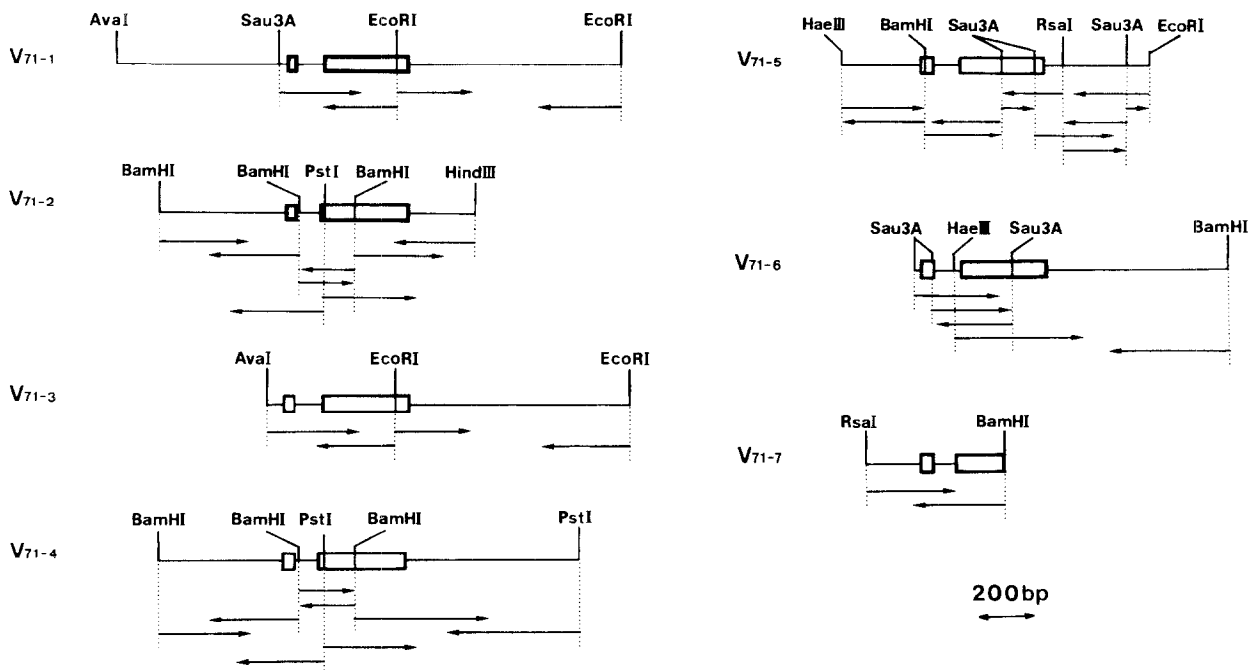 AvaI Sau3A EcoRI EcoRI
V71-1
BamHI BamHI PstI BamHI HindIII
V71-2
AvaI EcoRI EcoRI
V71-3
BamHI BamHI PstI BamHI PstI
V71-4
HaeIII BamHI Sau3A RsaI Sau3A EcoRI
V71-5
Sau3A HaeIII Sau3A BamHI
V71-6
RsaI BamHI
V71-7
200bp